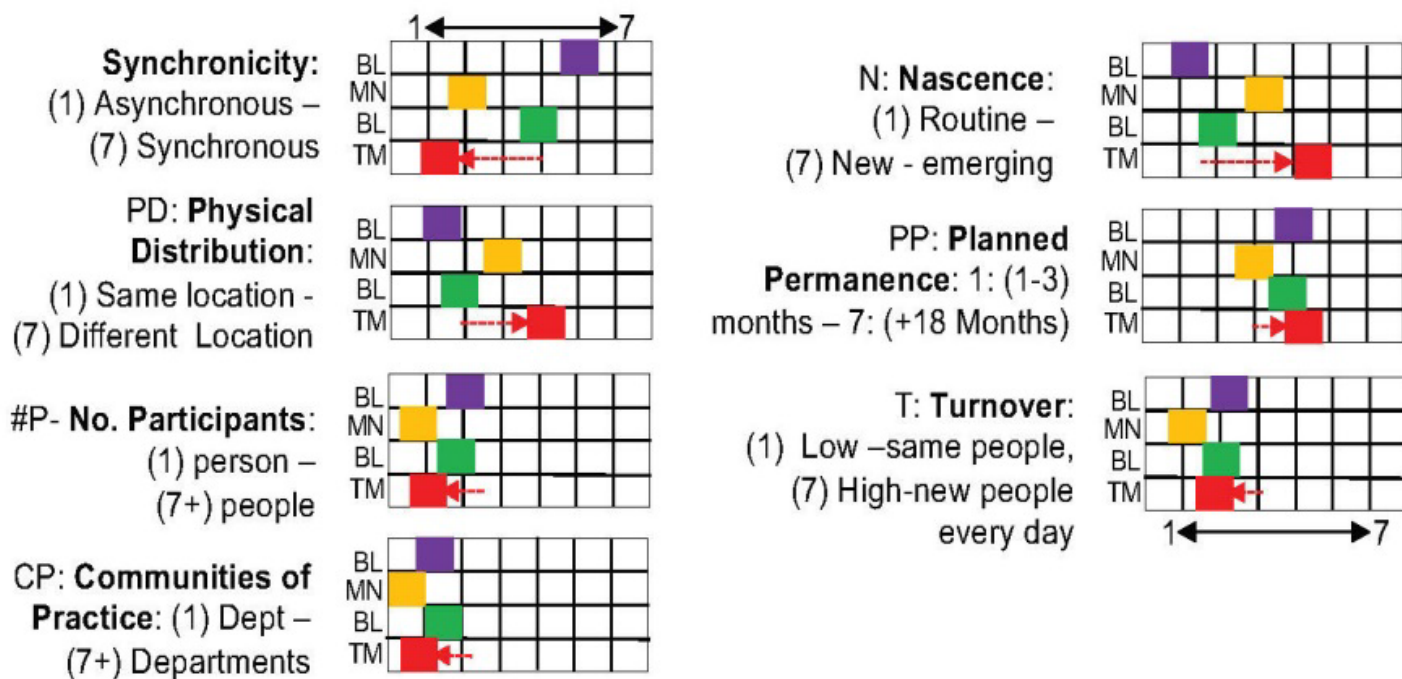 1 7
Synchronicity:
(1) Asynchronous –
(7) Synchronous
BL
MN
BL
TM
PD: Physical
Distribution:
(1) Same location -
(7) Different Location
BL
MN
BL
TM
#P- No. Participants:
(1) person –
(7+) people
BL
MN
BL
TM
CP: Communities of
Practice: (1) Dept –
(7+) Departments
BL
MN
BL
TM
N: Nascence:
(1) Routine –
(7) New - emerging
BL
MN
BL
TM
PP: Planned
Permanence: 1: (1-3)
months – 7: (+18 Months)
BL
MN
BL
TM
T: Turnover:
(1) Low –same people,
(7) High-new people
every day
BL
MN
BL
TM
1 7